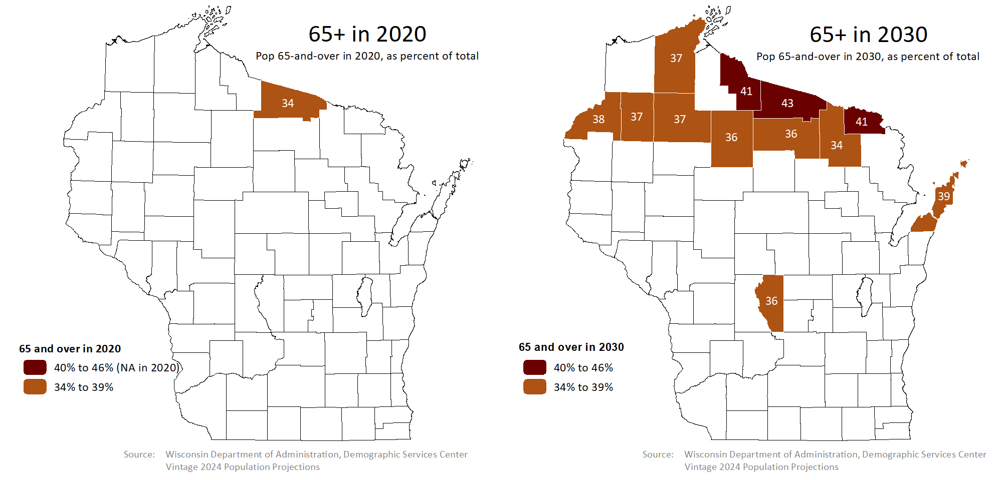 65+ in 2020
Pop 65-and-over in 2020, as percent of total
34
65 and over in 2020
40% to 46% (NA in 2020)
34% to 39%
Source: Wisconsin Department of Administration, Demographic Services Center
Vintage 2024 Population Projections
65+ in 2030
Pop 65-and-over in 2030, as percent of total
37
41
43
38
37
37
41
36
36
34
39
36
65 and over in 2030
40% to 46%
34% to 39%
Source: Wisconsin Department of Administration, Demographic Services Center
Vintage 2024 Population Projections